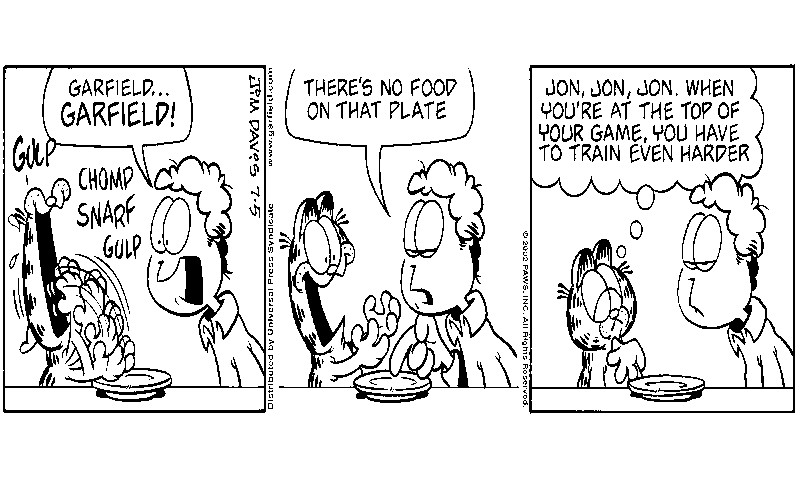 GARFIELD...
GARFIELD!
GULP
CHOMP
SNARF
GULP
JIM DAVIS 7-5
www.garfield.com
Distributed by Universal Press Syndicate
THERE'S NO FOOD
ON THAT PLATE
© 2002 PAWS, INC. All Rights Reserved.
JON, JON, JON. WHEN
YOU'RE AT THE TOP OF
YOUR GAME, YOU HAVE
TO TRAIN EVEN HARDER